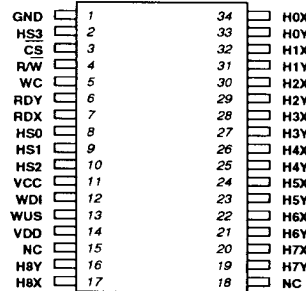 GND 1 34 H0X
HS3 2 33 H0Y
CS 3 32 H1X
R/W 4 31 H1Y
WC 5 30 H2X
RDY 6 29 H2Y
RDX 7 28 H3X
HS0 8 27 H3Y
HS1 9 26 H4X
HS2 10 25 H4Y
VCC 11 24 H5X
WDI 12 23 H5Y
WUS 13 22 H6X
VDD 14 21 H6Y
NC 15 20 H7X
H8Y 16 19 H7Y
H8X 17 18 NC